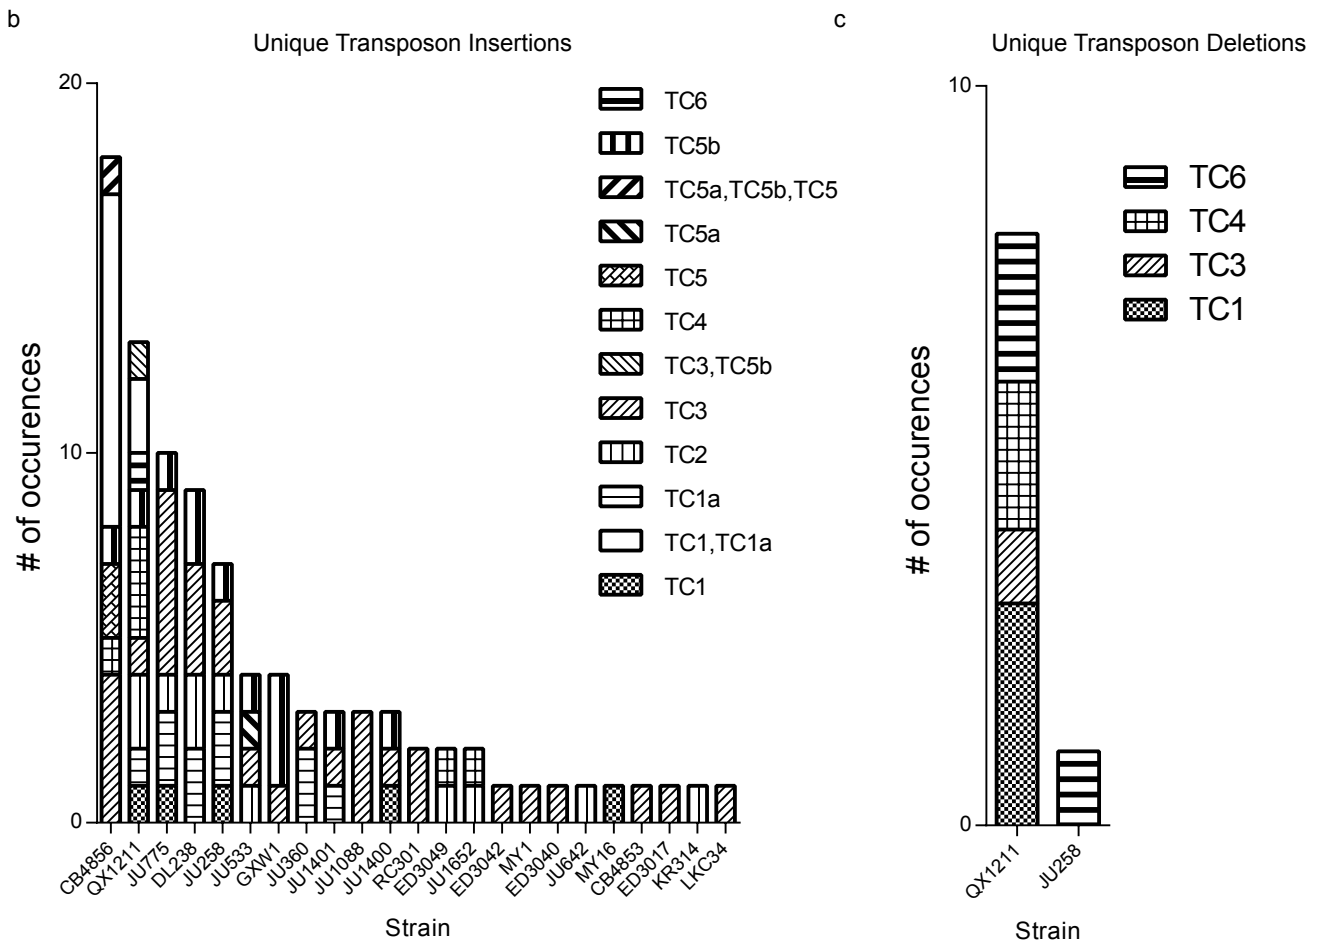 b
Unique Transposon Insertions
20
10
0
# of occurences
TC6
TC5b
TC5a,TC5b,TC5
TC5a
TC5
TC4
TC3,TC5b
TC3
TC2
TC1a
TC1,TC1a
TC1
CB4856
QX1211
JU775
DL238
JU258
JU533
GXW1
JU360
JU1401
JU1088
JU1400
RC301
ED3049
JU1652
ED3042
MY1
ED3040
JU642
MY16
CB4853
ED3017
KR314
LKC34
Strain
c
Unique Transposon Deletions
10
0
# of occurences
TC6
TC4
TC3
TC1
QX1211
JU258
Strain